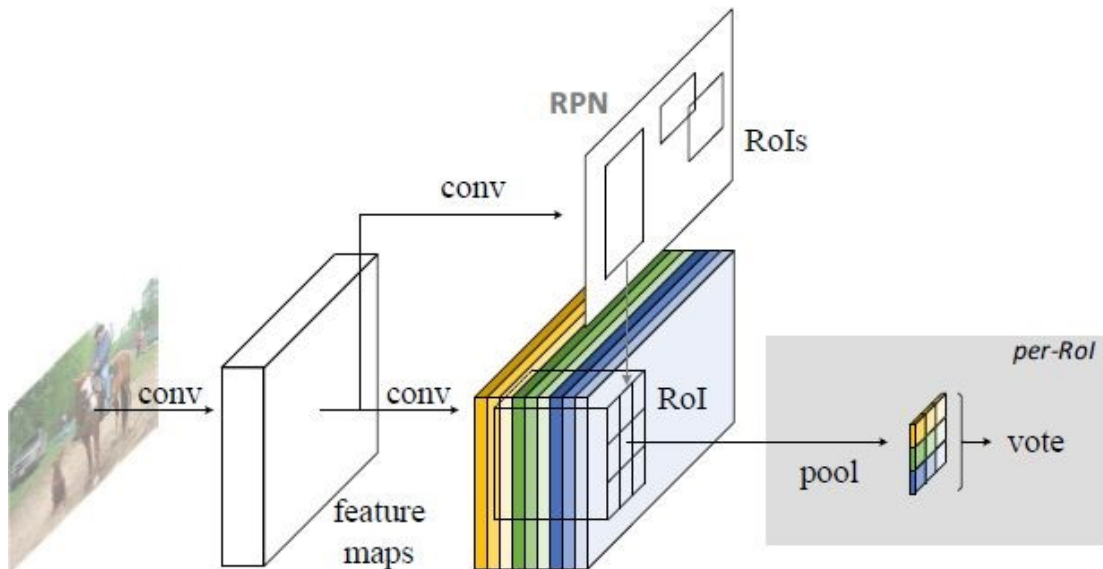 RPN
RoIs
conv
per-RoI
conv
conv
RoI
pool
vote
feature
maps